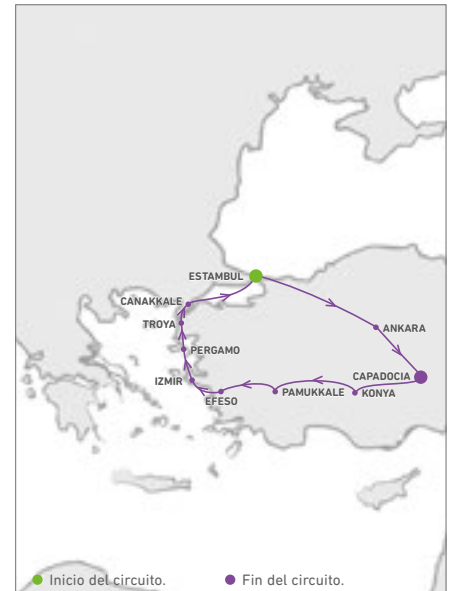 ESTAMBUL
CANAKKALE
TROYA
ANKARA
PERGAMO
IZMIR
CAPADOCIA
EFESO
PAMUKKALE
KONYA
Inicio del circuito.
Fin del circuito.